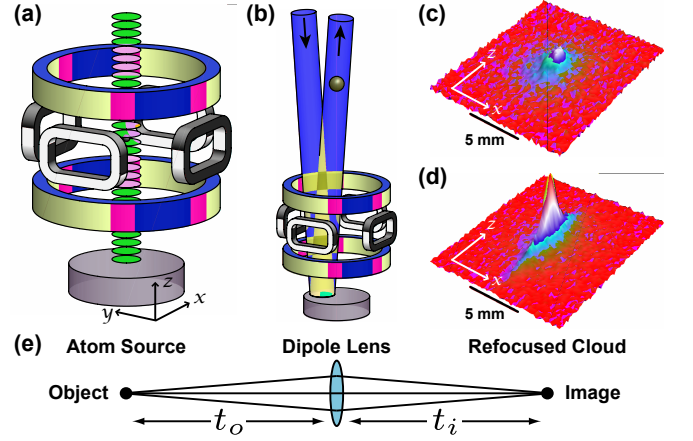 (a)
(b)
(c)
(d)
z
x
y
z
x
5 mm
z
x
5 mm
(e)
Atom Source
Dipole Lens
Refocused Cloud
Object
Image
t_o
t_i